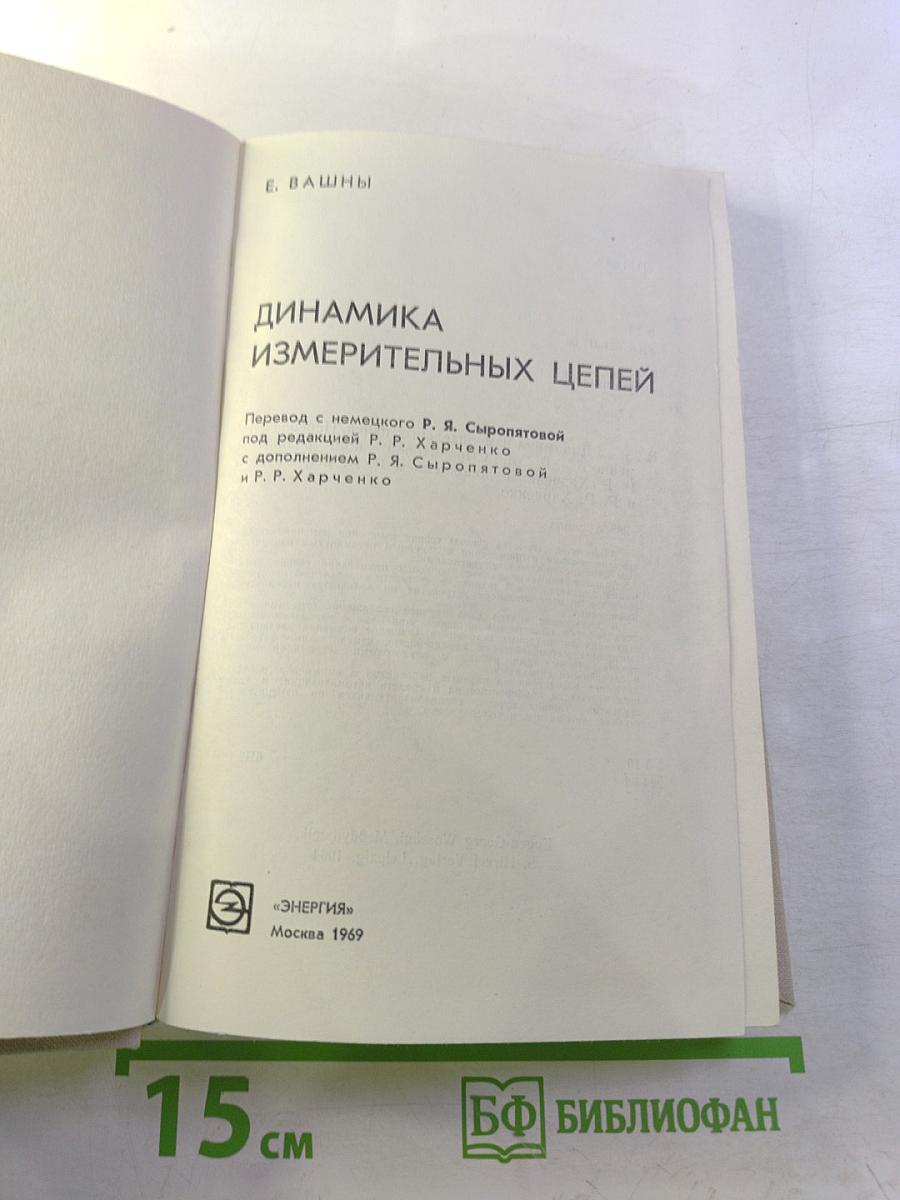 Е. ВАШНЫ
ДИНАМИКА
ИЗМЕРИТЕЛЬНЫХ ЦЕПЕЙ
Перевод с немецкого Р. Я. Сыропятовой
под редакцией Р. Р. Харченко
с дополнением Р. Я. Сыропятовой
и Р. Р. Харченко
«ЭНЕРГИЯ»
Москва 1969
15 см
БФ БИБЛИОФАН